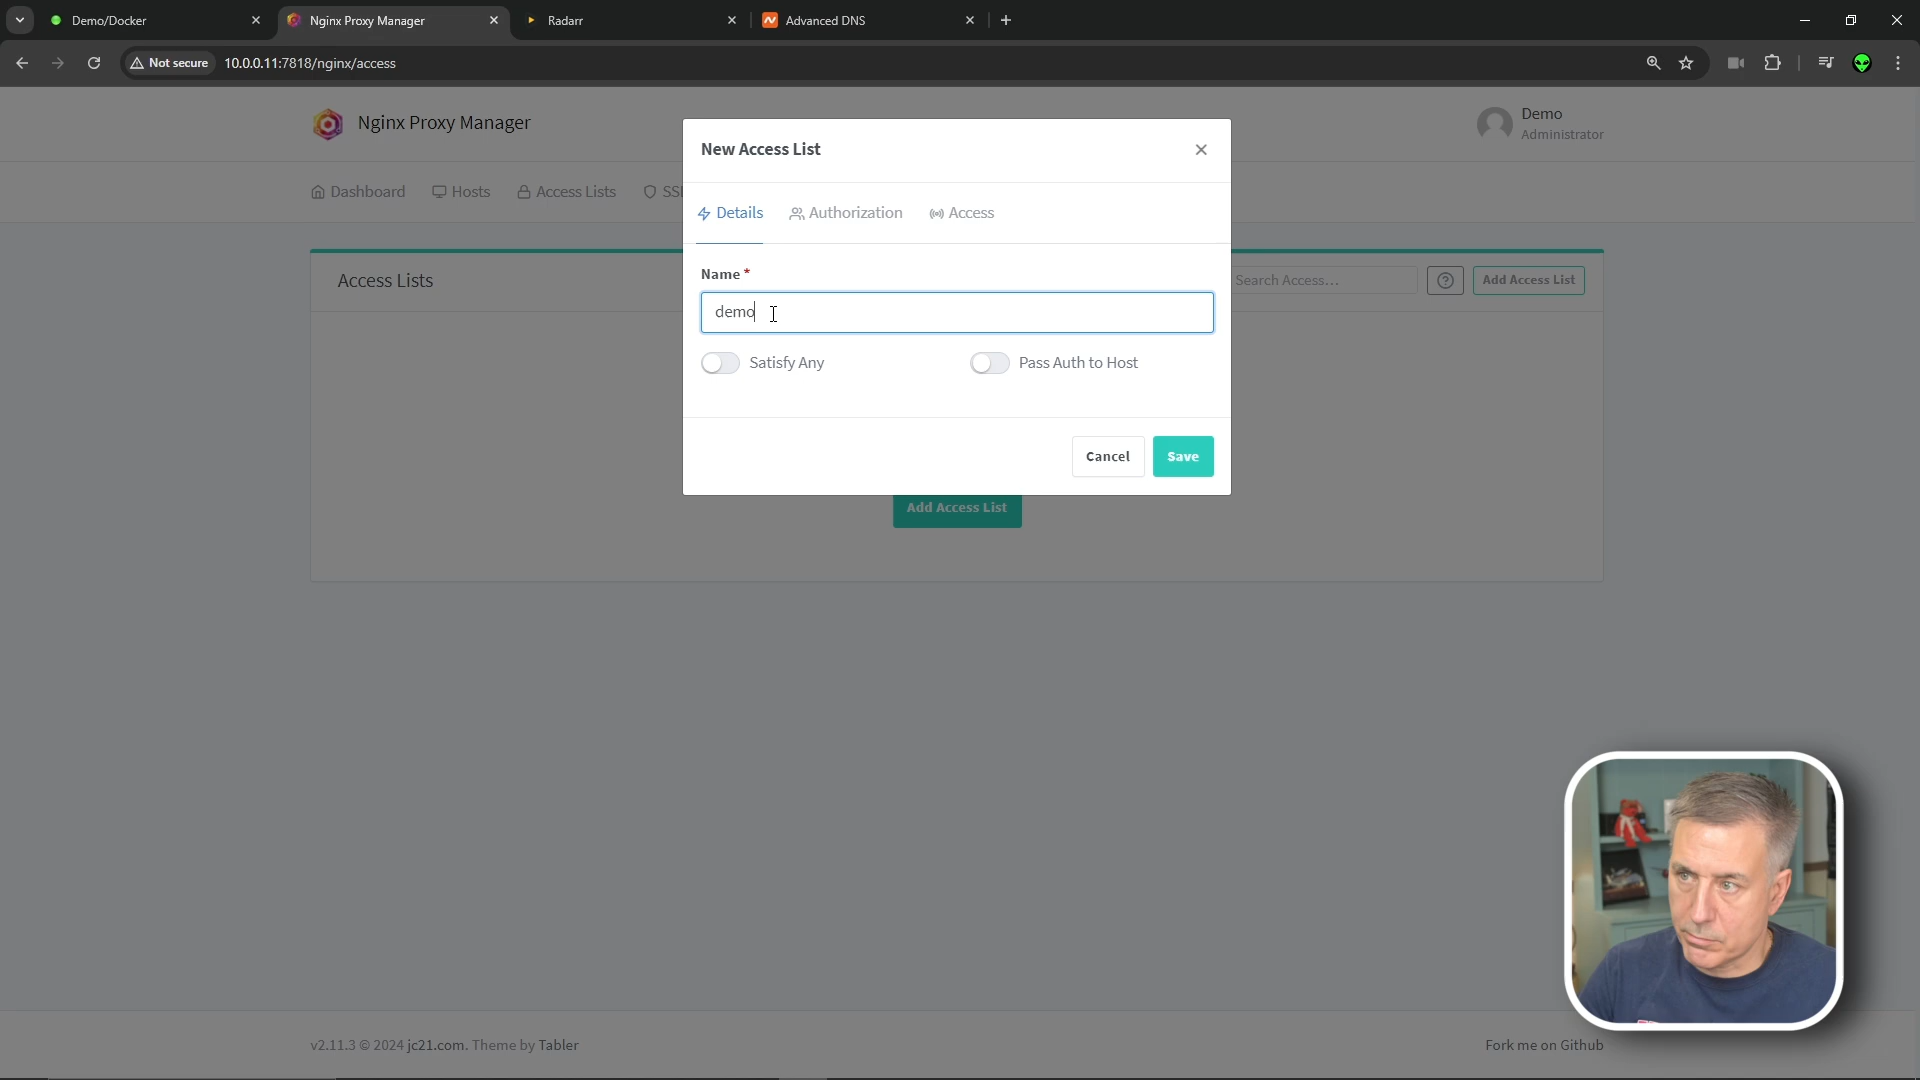 Demo/Docker
Nginx Proxy Manager
Radarr
Advanced DNS
Not secure
10.0.0.11:7818/nginx/access
Nginx Proxy Manager
Demo
Administrator
Dashboard
Hosts
Access Lists
SSL
New Access List
Details
Authorization
Access
Access Lists
Search Access...
Add Access List
Name *
demo
Satisfy Any
Pass Auth to Host
Cancel
Save
Add Access List
v2.11.3 © 2024 jc21.com. Theme by Tabler
Fork me on Github